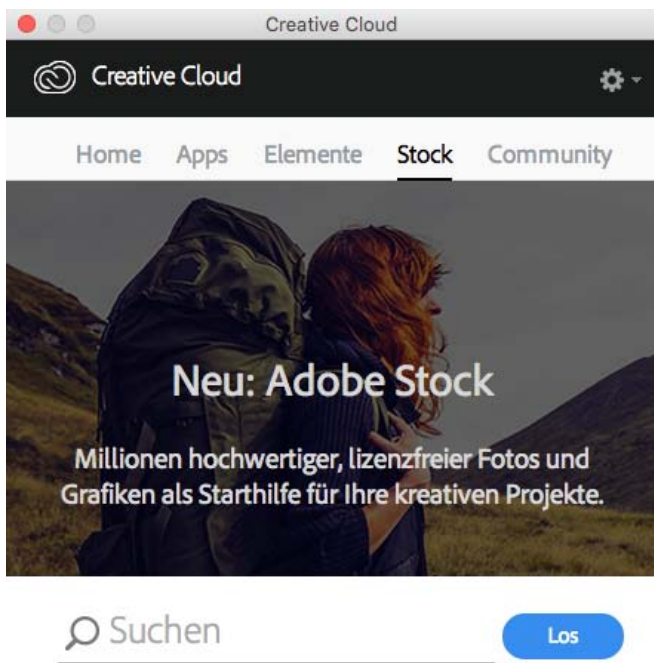 Creative Cloud
Creative Cloud
Home Apps Elemente Stock Community
Neu: Adobe Stock
Millionen hochwertiger, lizenzfreier Fotos und
Grafiken als Starthilfe für Ihre kreativen Projekte.
Suchen Los